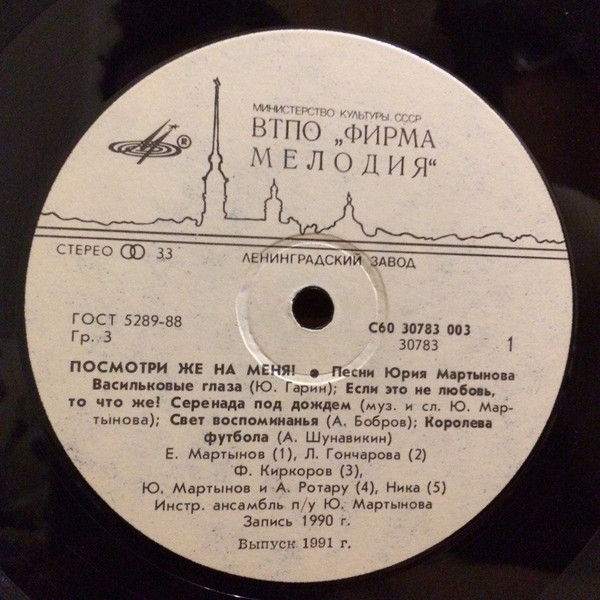 МИНИСТЕРСТВО КУЛЬТУРЫ СССР
ВТПО „ФИРМА
МЕЛОДИЯ“
®
СТЕРЕО 33
ЛЕНИНГРАДСКИЙ ЗАВОД
ГОСТ 5289-88
Гр. 3
С60 30783 003
30783
1
ПОСМОТРИ ЖЕ НА МЕНЯ! ● Песни Юрия Мартынова
Васильковые глаза (Ю. Гарин); Если это не любовь,
то что же! Серенада под дождем (муз. и сл. Ю. Мар-
тынова); Свет воспоминанья (А. Бобров); Королева
футбола (А. Шунавикин)
Е. Мартынов (1), Л. Гончарова (2)
Ф. Киркоров (3),
Ю. Мартынов и А. Ротару (4), Ника (5)
Инстр. ансамбль п/у Ю. Мартынова
Запись 1990 г.
Выпуск 1991 г.